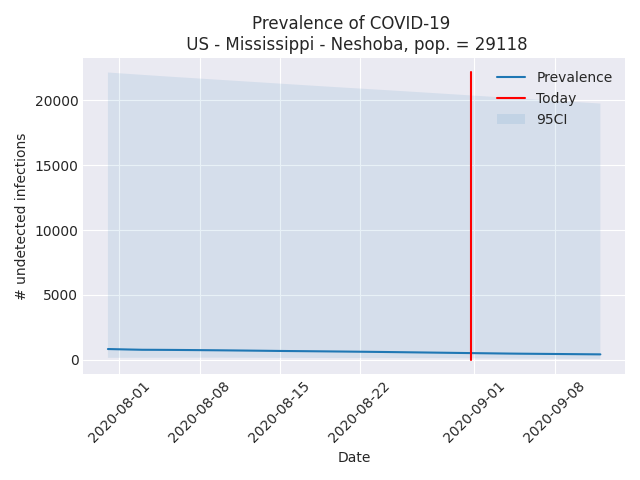 Prevalence of COVID-19
US - Mississippi - Neshoba, pop. = 29118
Prevalence
Today
95CI
# undetected infections
20000
15000
10000
5000
0
2020-08-01
2020-08-08
2020-08-15
2020-08-22
2020-09-01
2020-09-08
Date